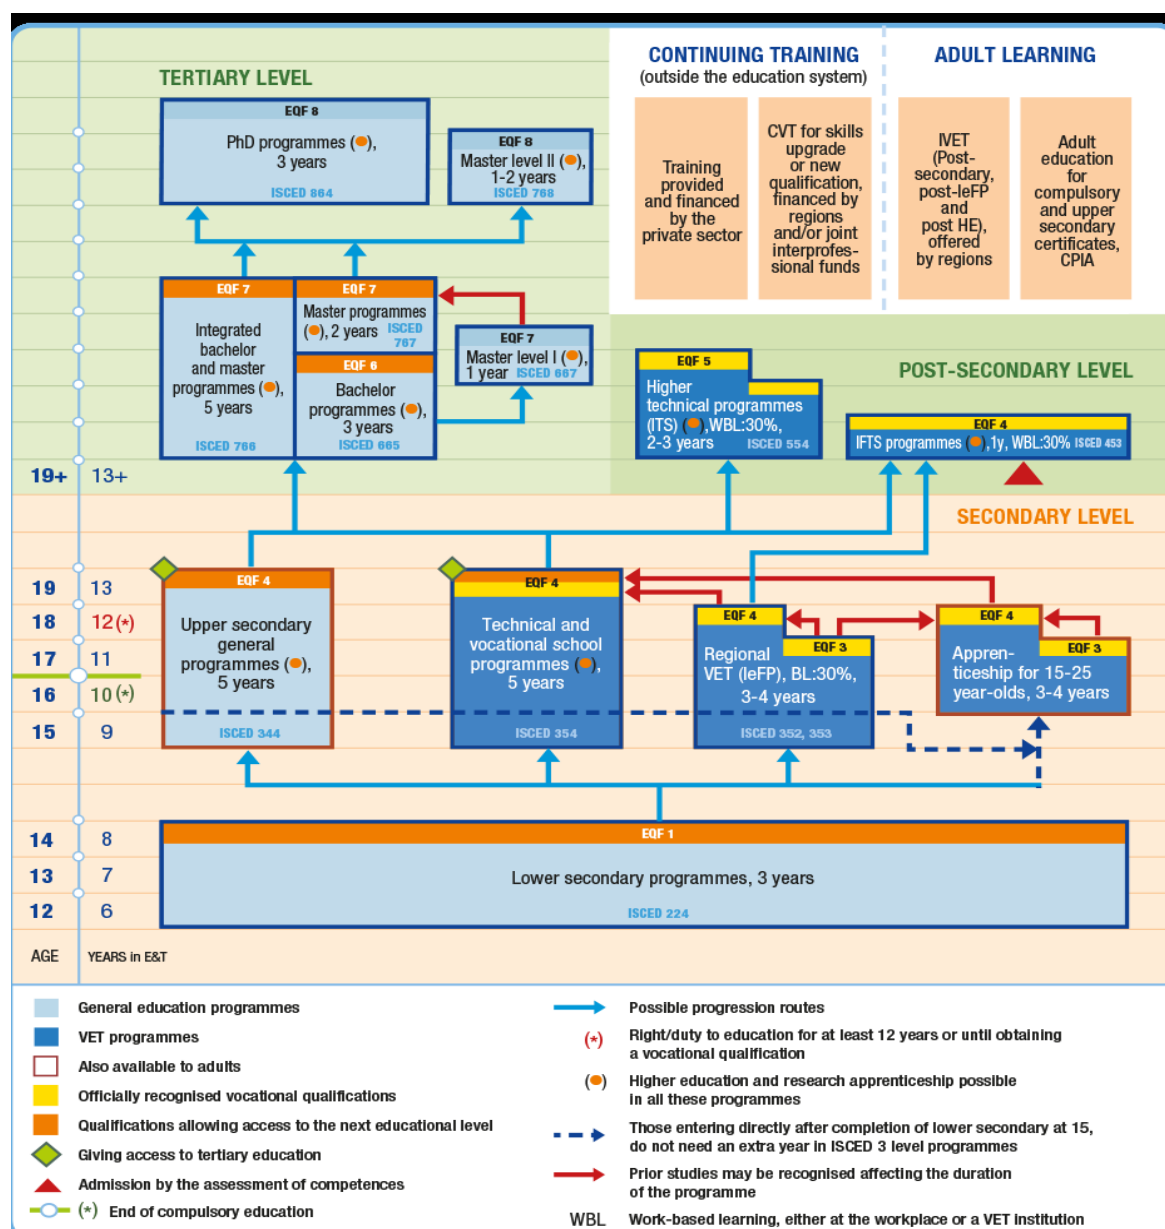 CONTINUING TRAINING
(outside the education system)
ADULT LEARNING
TERTIARY LEVEL
EQF 8
PhD programmes ( ),
3 years
ISCED 864
EQF 8
Master level II ( ),
1-2 years
ISCED 768
Training
provided
and financed
by the
private sector
CVT for skills
upgrade
or new
qualification,
financed by
regions
and/or joint
interprofes-
sional funds
IVET
(Post-
secondary,
post-IeFP
and
post HE),
offered
by regions
Adult
education
for
compulsory
and upper
secondary
certificates,
CPIA
EQF 7
Integrated
bachelor
and master
programmes ( ),
5 years
ISCED 766
EQF 7
Master programmes
( ), 2 years ISCED
767
EQF 6
Bachelor
programmes ( ),
3 years
ISCED 665
EQF 7
Master level I ( ),
1 year ISCED 667
POST-SECONDARY LEVEL
EQF 5
Higher
technical programmes
(ITS) ( ),WBL:30%,
2-3 years
ISCED 554
EQF 4
IFTS programmes ( ),1y, WBL:30% ISCED 453
19+ 13+
SECONDARY LEVEL
19 13
18 12(*)
17 11
16 10(*)
15 9
EQF 4
Upper secondary
general
programmes ( ),
5 years
ISCED 344
EQF 4
Technical and
vocational school
programmes ( ),
5 years
ISCED 354
EQF 4
EQF 3
Regional
VET (IeFP), BL:30%,
3-4 years
ISCED 352, 353
EQF 4
EQF 3
Appren-
ticeship for 15-25
year-olds, 3-4 years
14 8
13 7
12 6
EQF 1
Lower secondary programmes, 3 years
ISCED 224
AGE YEARS in E&T
General education programmes
VET programmes
Also available to adults
Officially recognised vocational qualifications
Qualifications allowing access to the next educational level
Giving access to tertiary education
Admission by the assessment of competences
(*) End of compulsory education
Possible progression routes
(*) Right/duty to education for at least 12 years or until obtaining
a vocational qualification
( ) Higher education and research apprenticeship possible
in all these programmes
Those entering directly after completion of lower secondary at 15,
do not need an extra year in ISCED 3 level programmes
Prior studies may be recognised affecting the duration
of the programme
WBL Work-based learning, either at the workplace or a VET institution